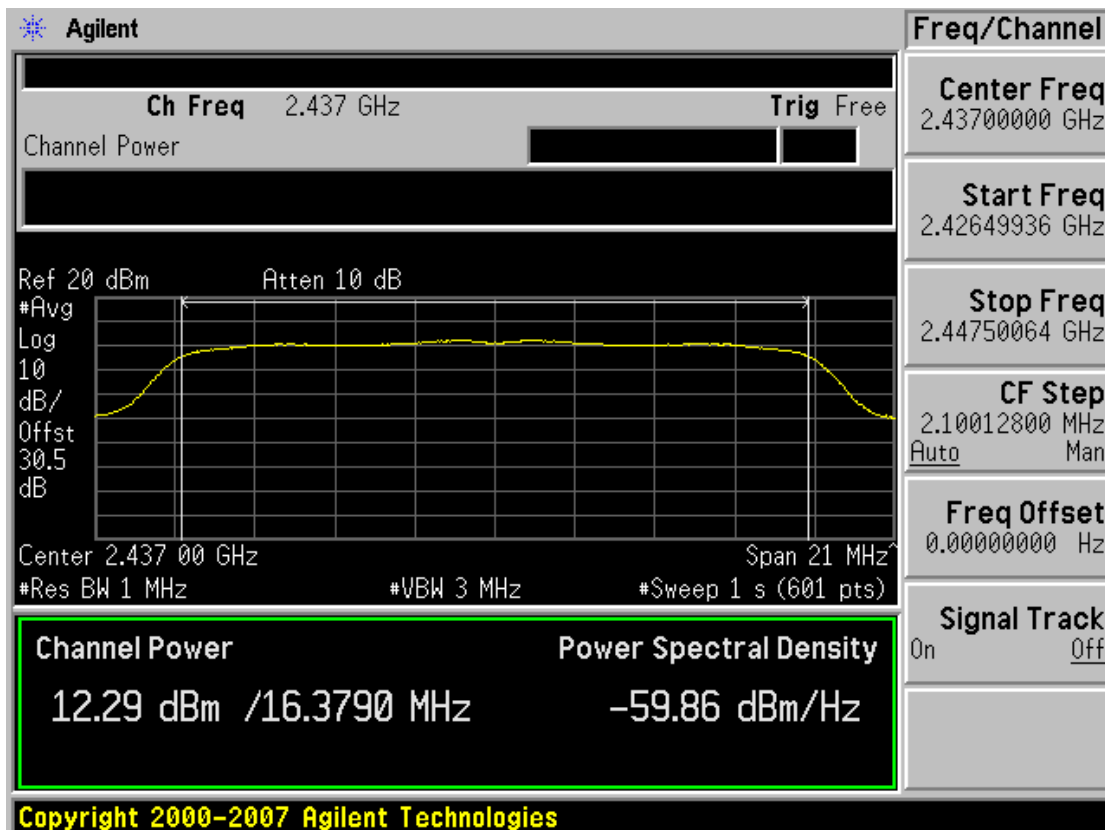 Agilent
Ch Freq 2.437 GHz Trig Free
Channel Power
Ref 20 dBm Atten 10 dB
#Avg
Log
10
dB/
Offst
30.5
dB
Center 2.437 00 GHz Span 21 MHz^
#Res BW 1 MHz #VBW 3 MHz #Sweep 1 s (601 pts)
Channel Power Power Spectral Density
12.29 dBm /16.3790 MHz -59.86 dBm/Hz
Copyright 2000-2007 Agilent Technologies
Freq/Channel
Center Freq
2.43700000 GHz
Start Freq
2.42649936 GHz
Stop Freq
2.44750064 GHz
CF Step
2.10012800 MHz
Auto Man
Freq Offset
0.00000000 Hz
Signal Track
On Off